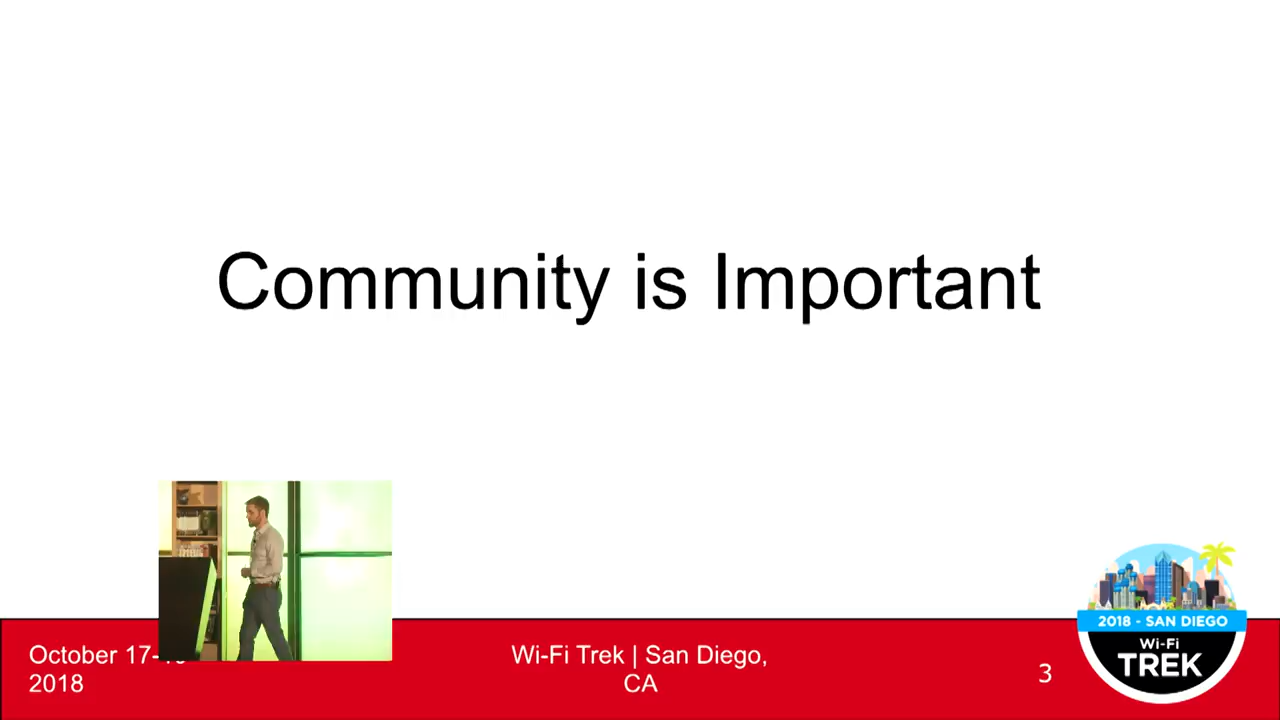 Community is Important
October 17-
2018
Wi-Fi Trek | San Diego,
CA
3
2018 - SAN DIEGO
Wi-Fi
TREK